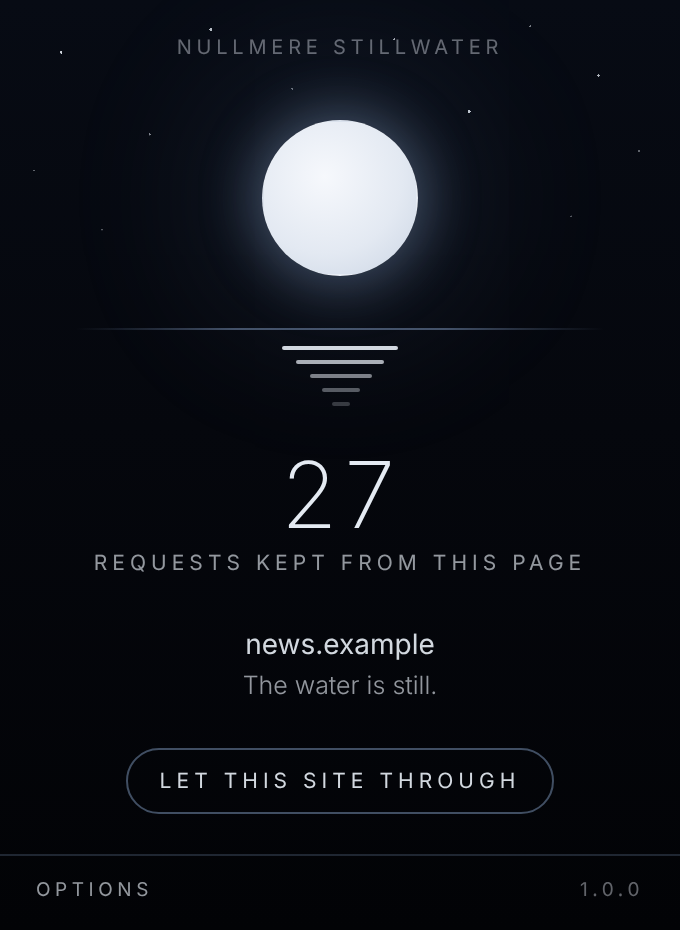 NULLMERE STILLWATER
27
REQUESTS KEPT FROM THIS PAGE
news.example
The water is still.
LET THIS SITE THROUGH
OPTIONS
1.0.0